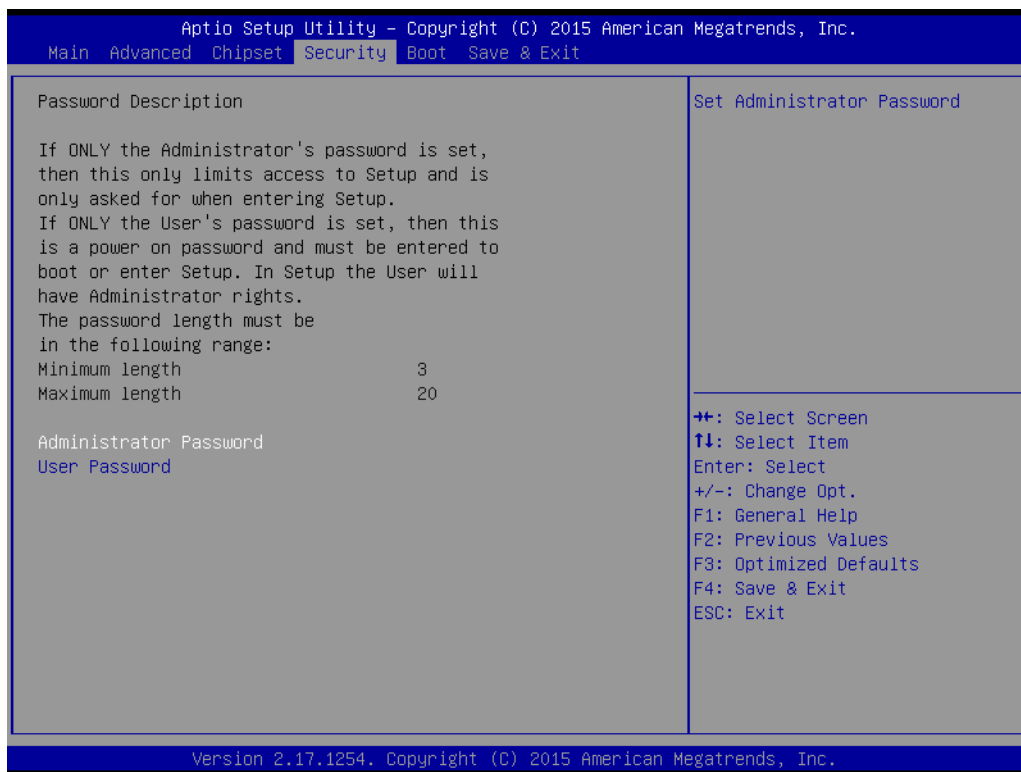 Aptio Setup Utility – Copyright (C) 2015 American Megatrends, Inc.
Main Advanced Chipset Security Boot Save & Exit
Password Description
If ONLY the Administrator's password is set,
then this only limits access to Setup and is
only asked for when entering Setup.
If ONLY the User's password is set, then this
is a power on password and must be entered to
boot or enter Setup. In Setup the User will
have Administrator rights.
The password length must be
in the following range:
Minimum length 3
Maximum length 20
Administrator Password
User Password
Set Administrator Password
→←: Select Screen
↑↓: Select Item
Enter: Select
+/-: Change Opt.
F1: General Help
F2: Previous Values
F3: Optimized Defaults
F4: Save & Exit
ESC: Exit
Version 2.17.1254. Copyright (C) 2015 American Megatrends, Inc.